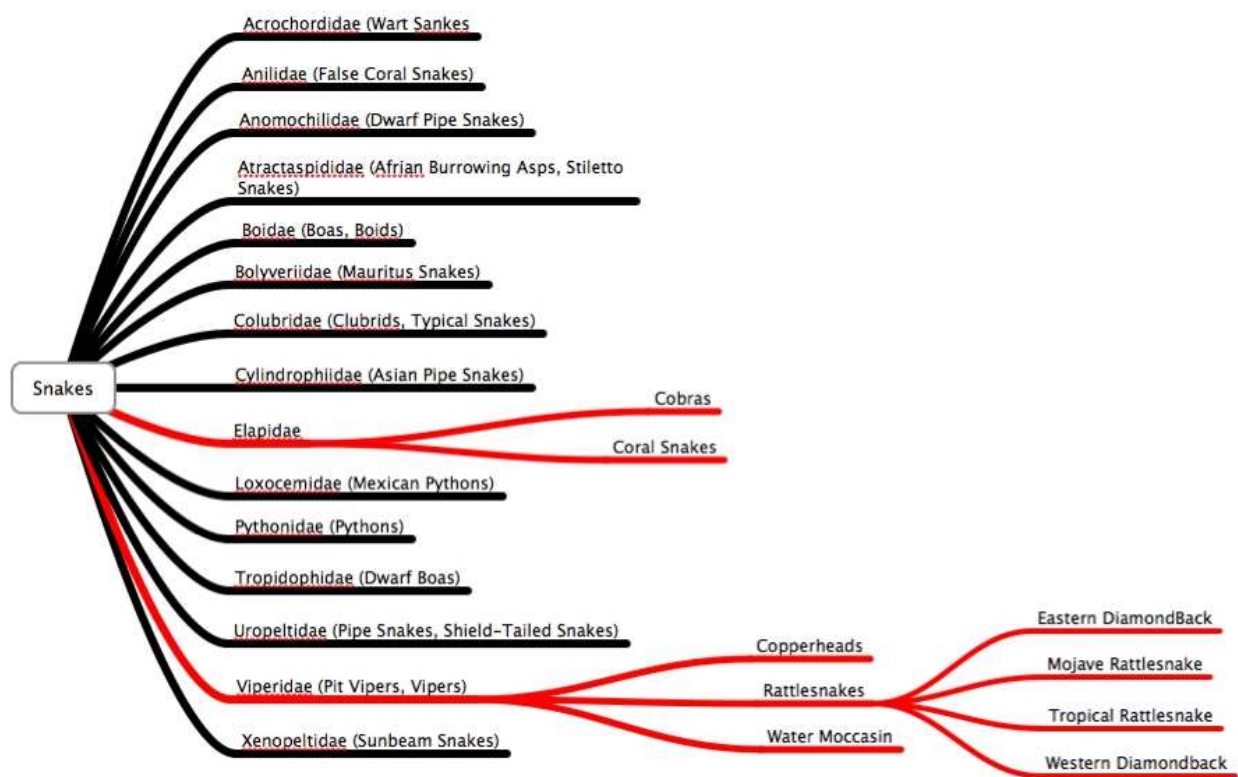 Acrochordidae (Wart Sankes
Anilidae (False Coral Snakes)
Anomochilidae (Dwarf Pipe Snakes)
Atractaspididae (Afrian Burrowing Asps, Stiletto
Snakes)
Boidae (Boas, Boids)
Bolyveriidae (Mauritus Snakes)
Colubridae (Clubrids, Typical Snakes)
Snakes
Cylindrophiidae (Asian Pipe Snakes)
Cobras
Elapidae
Coral Snakes
Loxocemidae (Mexican Pythons)
Pythonidae (Pythons)
Tropidophidae (Dwarf Boas)
Uropeltidae (Pipe Snakes, Shield-Tailed Snakes)
Viperidae (Pit Vipers, Vipers)
Copperheads
Rattlesnakes
Water Moccasin
Eastern DiamondBack
Mojave Rattlesnake
Tropical Rattlesnake
Western Diamondback
Xenopeltidae (Sunbeam Snakes)